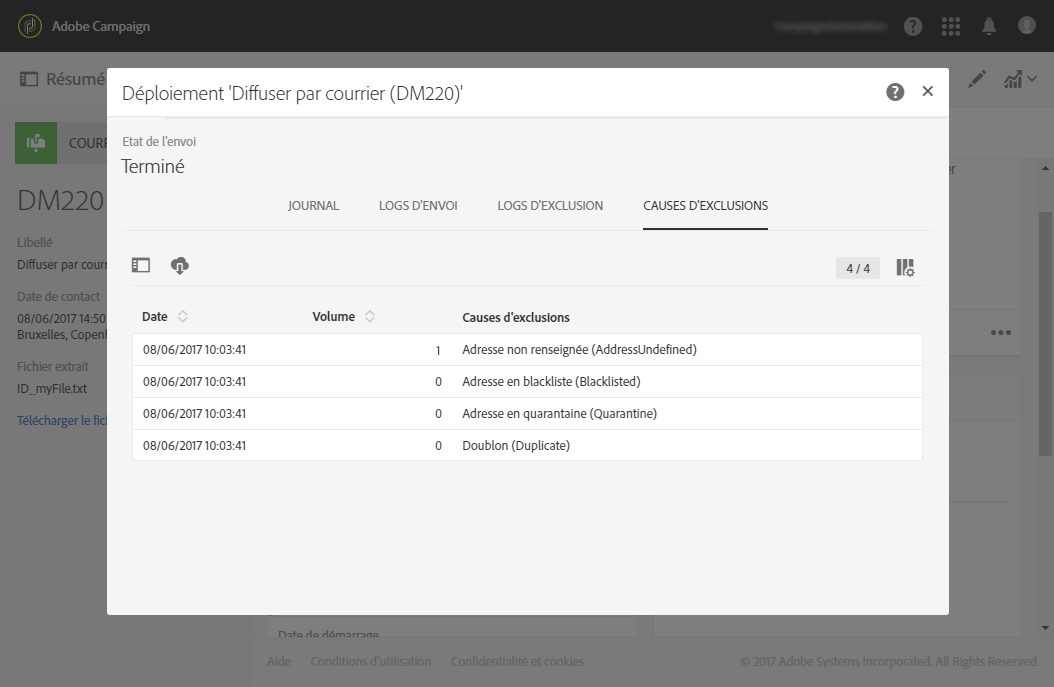 Adobe Campaign
Résumé
Déploiement 'Diffuser par courrier (DM220)'
Etat de l'envoi
Terminé
COURR
DM220
Libellé
Diffuser par courr
Date de contact
08/06/2017 14:50
Bruxelles, Copenh
Fichier extrait
ID_myFile.txt
Télécharger le fich
JOURNAL LOGS D'ENVOI LOGS D'EXCLUSION CAUSES D'EXCLUSIONS
4 / 4
Date Volume Causes d'exclusions
08/06/2017 10:03:41 1 Adresse non renseignée (AddressUndefined)
08/06/2017 10:03:41 0 Adresse en blackliste (Blacklisted)
08/06/2017 10:03:41 0 Adresse en quarantaine (Quarantine)
08/06/2017 10:03:41 0 Doublon (Duplicate)
Date de démarrage
Aide Conditions d'utilisation Confidentialité et cookies © 2017 Adobe Systems Incorporated. All Rights Reserved.